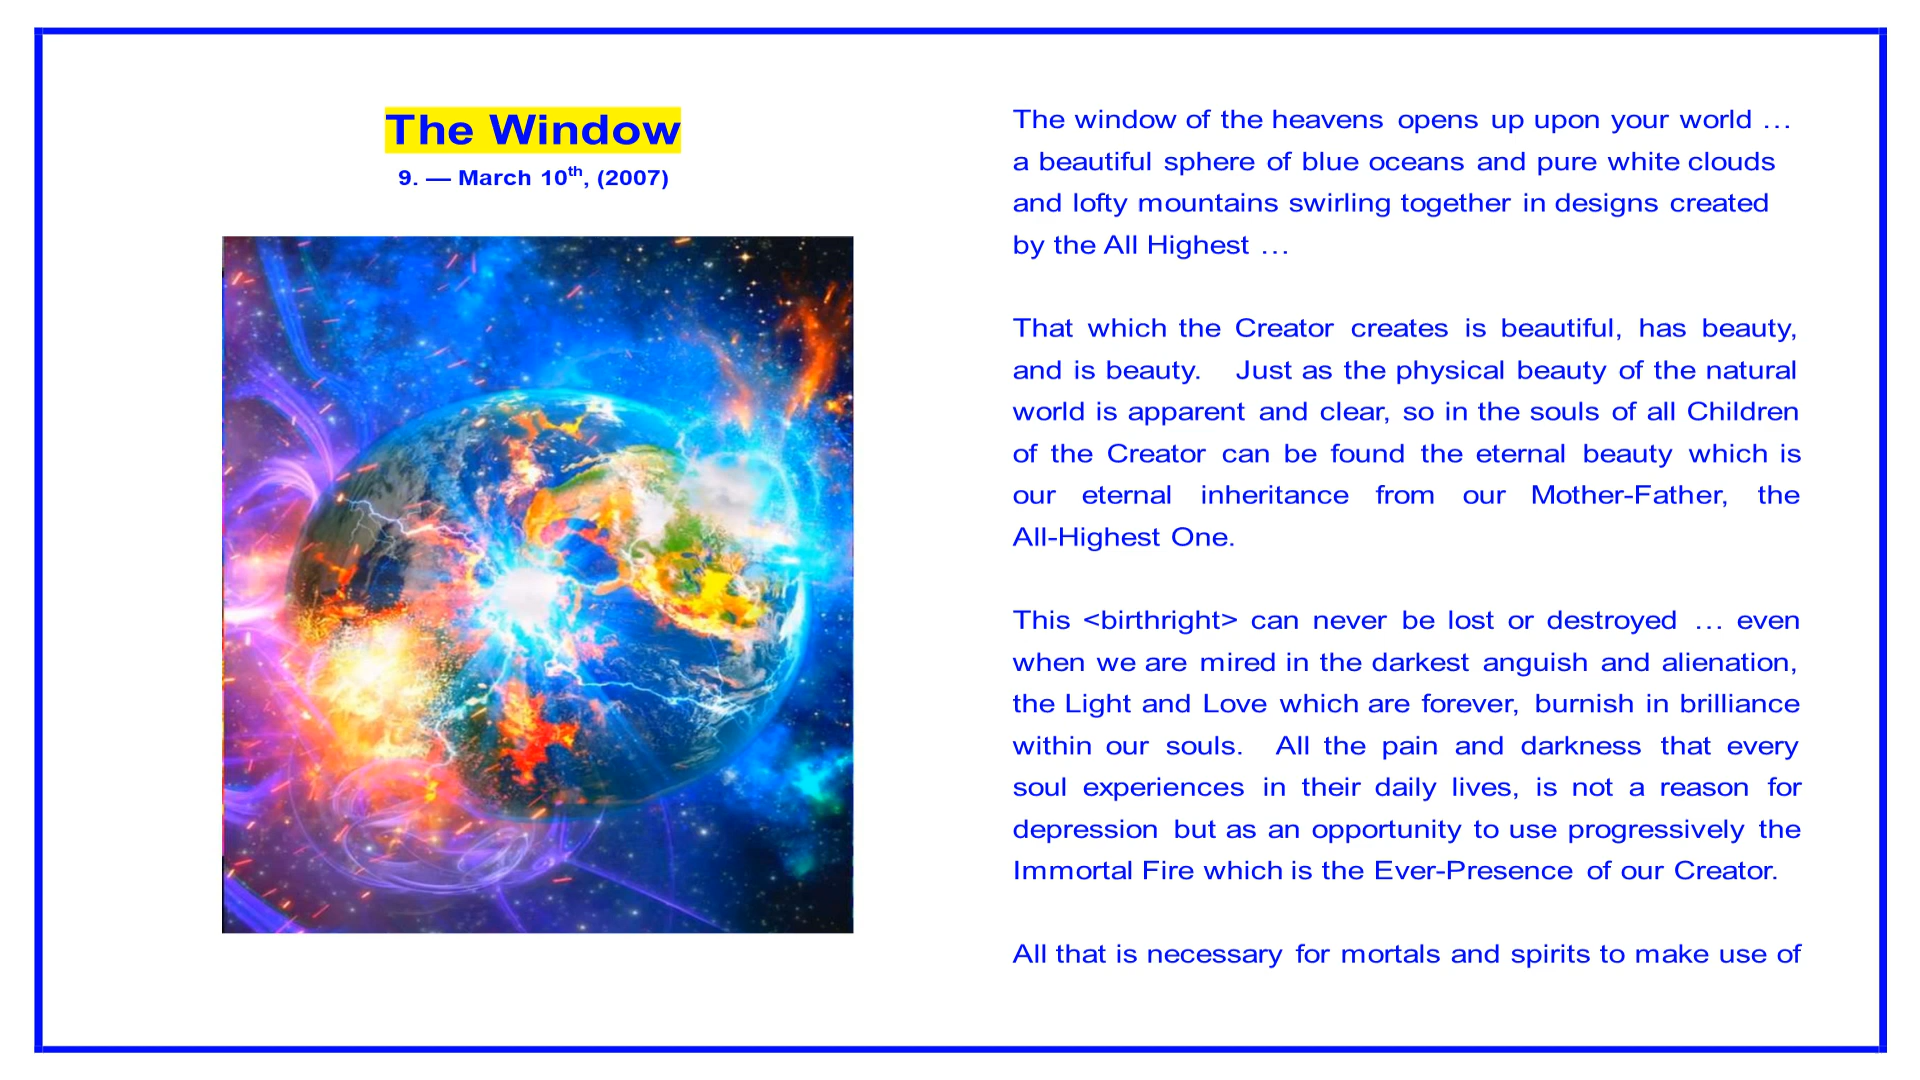 The Window
9. — March 10th, (2007)
The window of the heavens opens up upon your world …
a beautiful sphere of blue oceans and pure white clouds
and lofty mountains swirling together in designs created
by the All Highest …
That which the Creator creates is beautiful, has beauty,
and is beauty. Just as the physical beauty of the natural
world is apparent and clear, so in the souls of all Children
of the Creator can be found the eternal beauty which is
our eternal inheritance from our Mother-Father, the
All-Highest One.
This <birthright> can never be lost or destroyed … even
when we are mired in the darkest anguish and alienation,
the Light and Love which are forever, burnish in brilliance
within our souls. All the pain and darkness that every
soul experiences in their daily lives, is not a reason for
depression but as an opportunity to use progressively the
Immortal Fire which is the Ever-Presence of our Creator.
All that is necessary for mortals and spirits to make use of